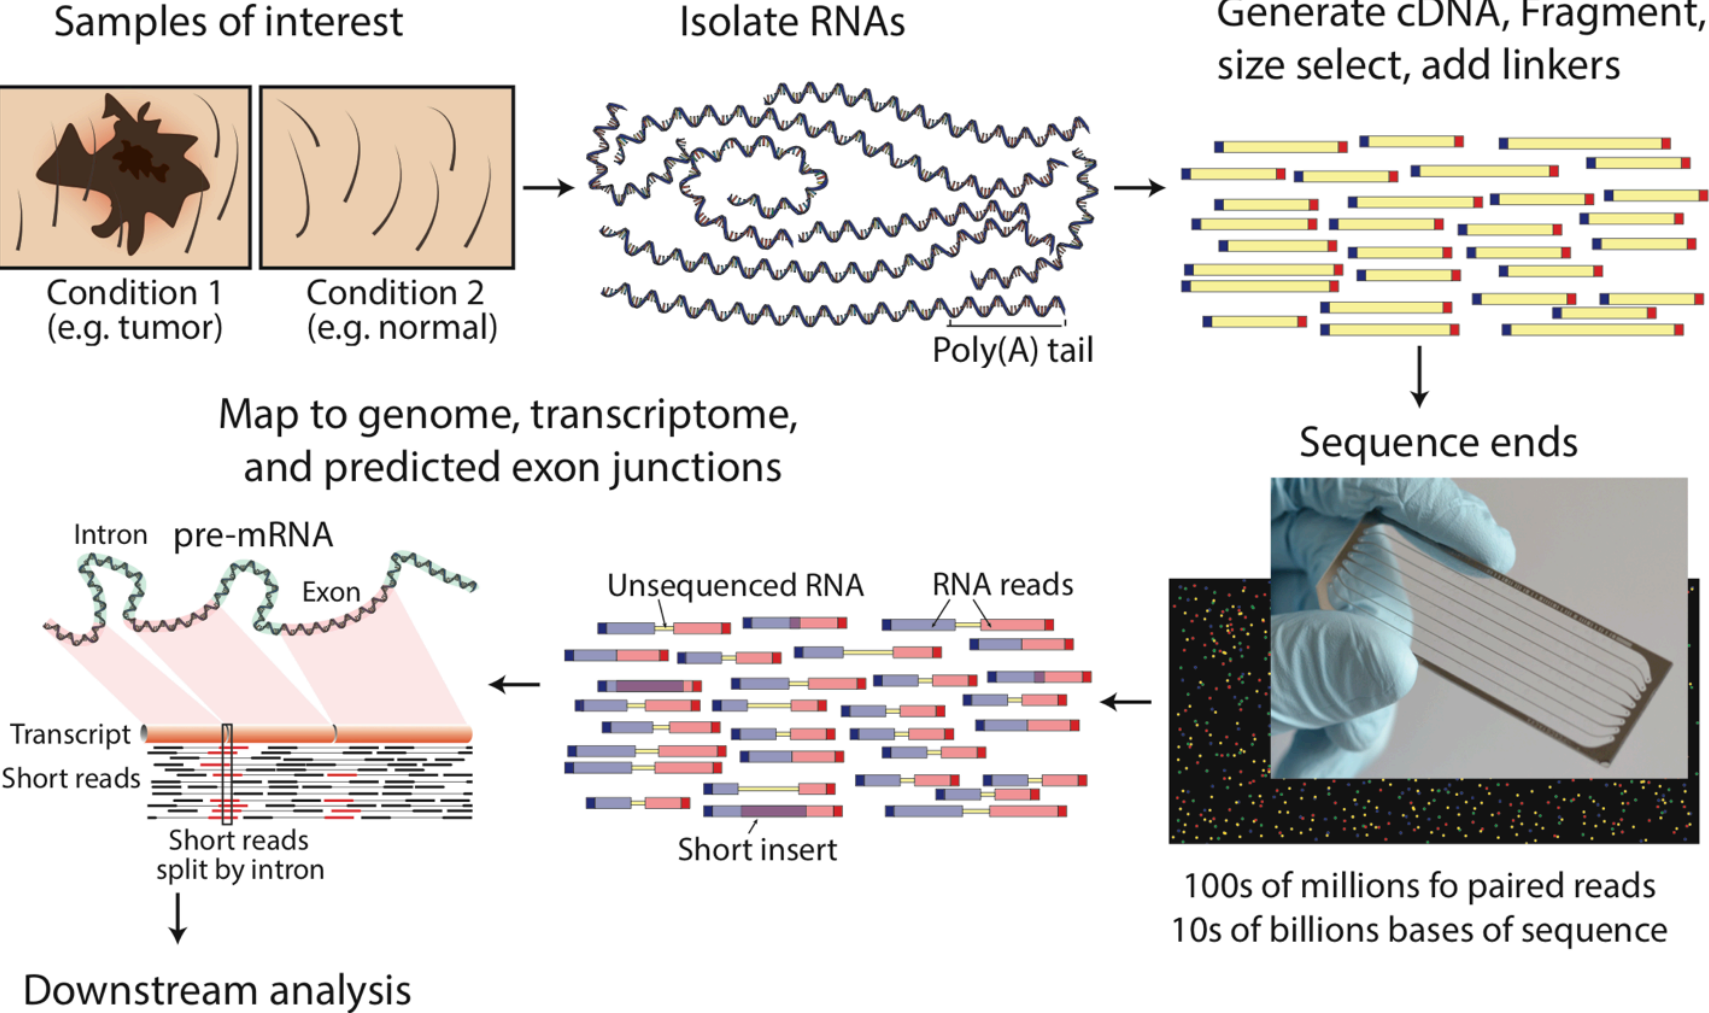 Samples of interest
Isolate RNAs
Generate cDNA, Fragment,
size select, add linkers
Condition 1
(e.g. tumor)
Condition 2
(e.g. normal)
Poly(A) tail
Sequence ends
100s of millions fo paired reads
10s of billions bases of sequence
Unsequenced RNA
RNA reads
Short insert
Map to genome, transcriptome,
and predicted exon junctions
Intron
pre-mRNA
Exon
Transcript
Short reads
Short reads
split by intron
Downstream analysis